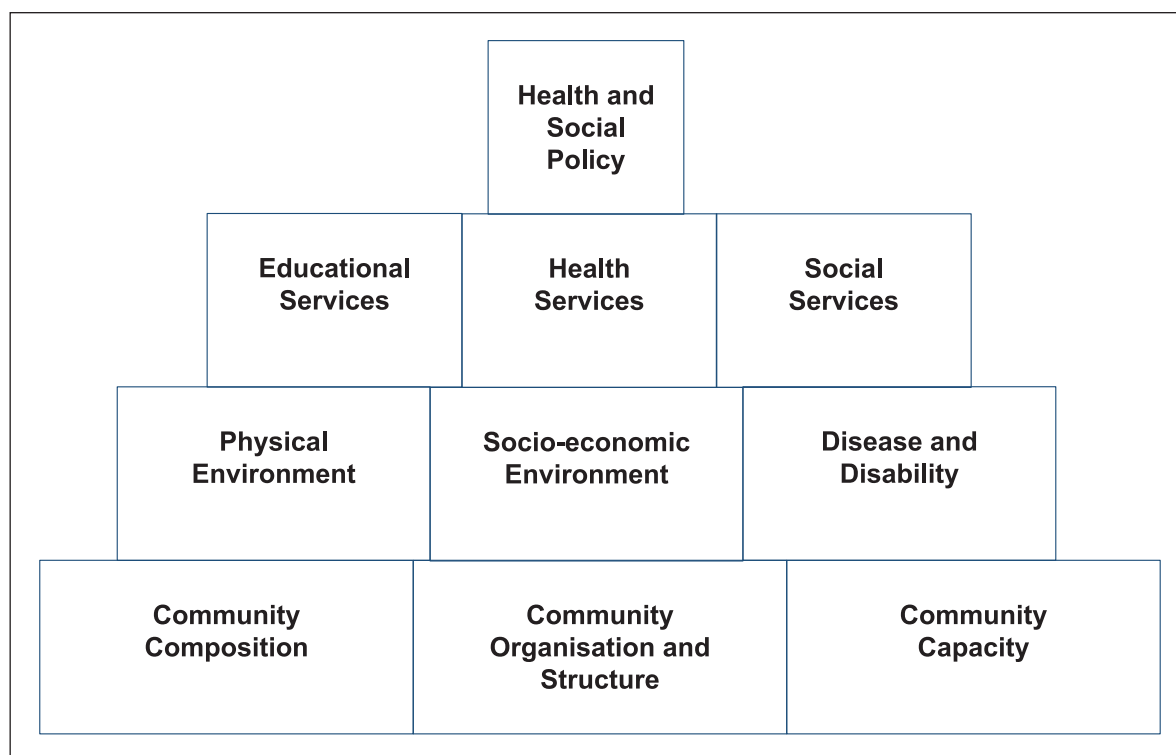 Health and
Social
Policy
Educational
Services
Health
Services
Social
Services
Physical
Environment
Socio-economic
Environment
Disease and
Disability
Community
Composition
Community
Organisation and
Structure
Community
Capacity